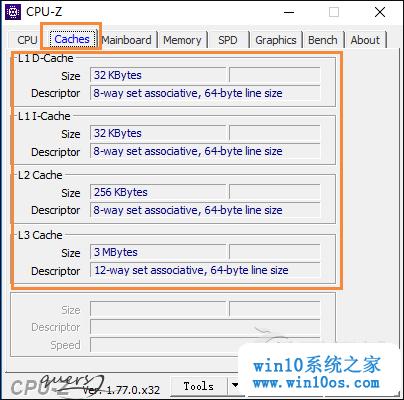 CPU-Z
CPU Caches Mainboard Memory SPD Graphics Bench About
L1 D-Cache
Size 32 KBytes
Descriptor 8-way set associative, 64-byte line size
L1 I-Cache
Size 32 KBytes
Descriptor 8-way set associative, 64-byte line size
L2 Cache
Size 256 KBytes
Descriptor 8-way set associative, 64-byte line size
L3 Cache
Size 3 MBytes
Descriptor 12-way set associative, 64-byte line size
Size
Descriptor
Speed
CPU-Z Ver. 1.77.0.x32 Tools
win10系统之家
www.win10os.com